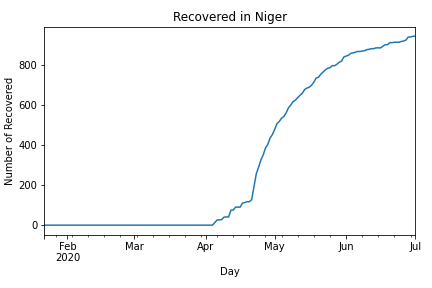 Recovered in Niger
Number of Recovered
800
600
400
200
0
Feb
2020
Mar
Apr
May
Jun
Jul
Day